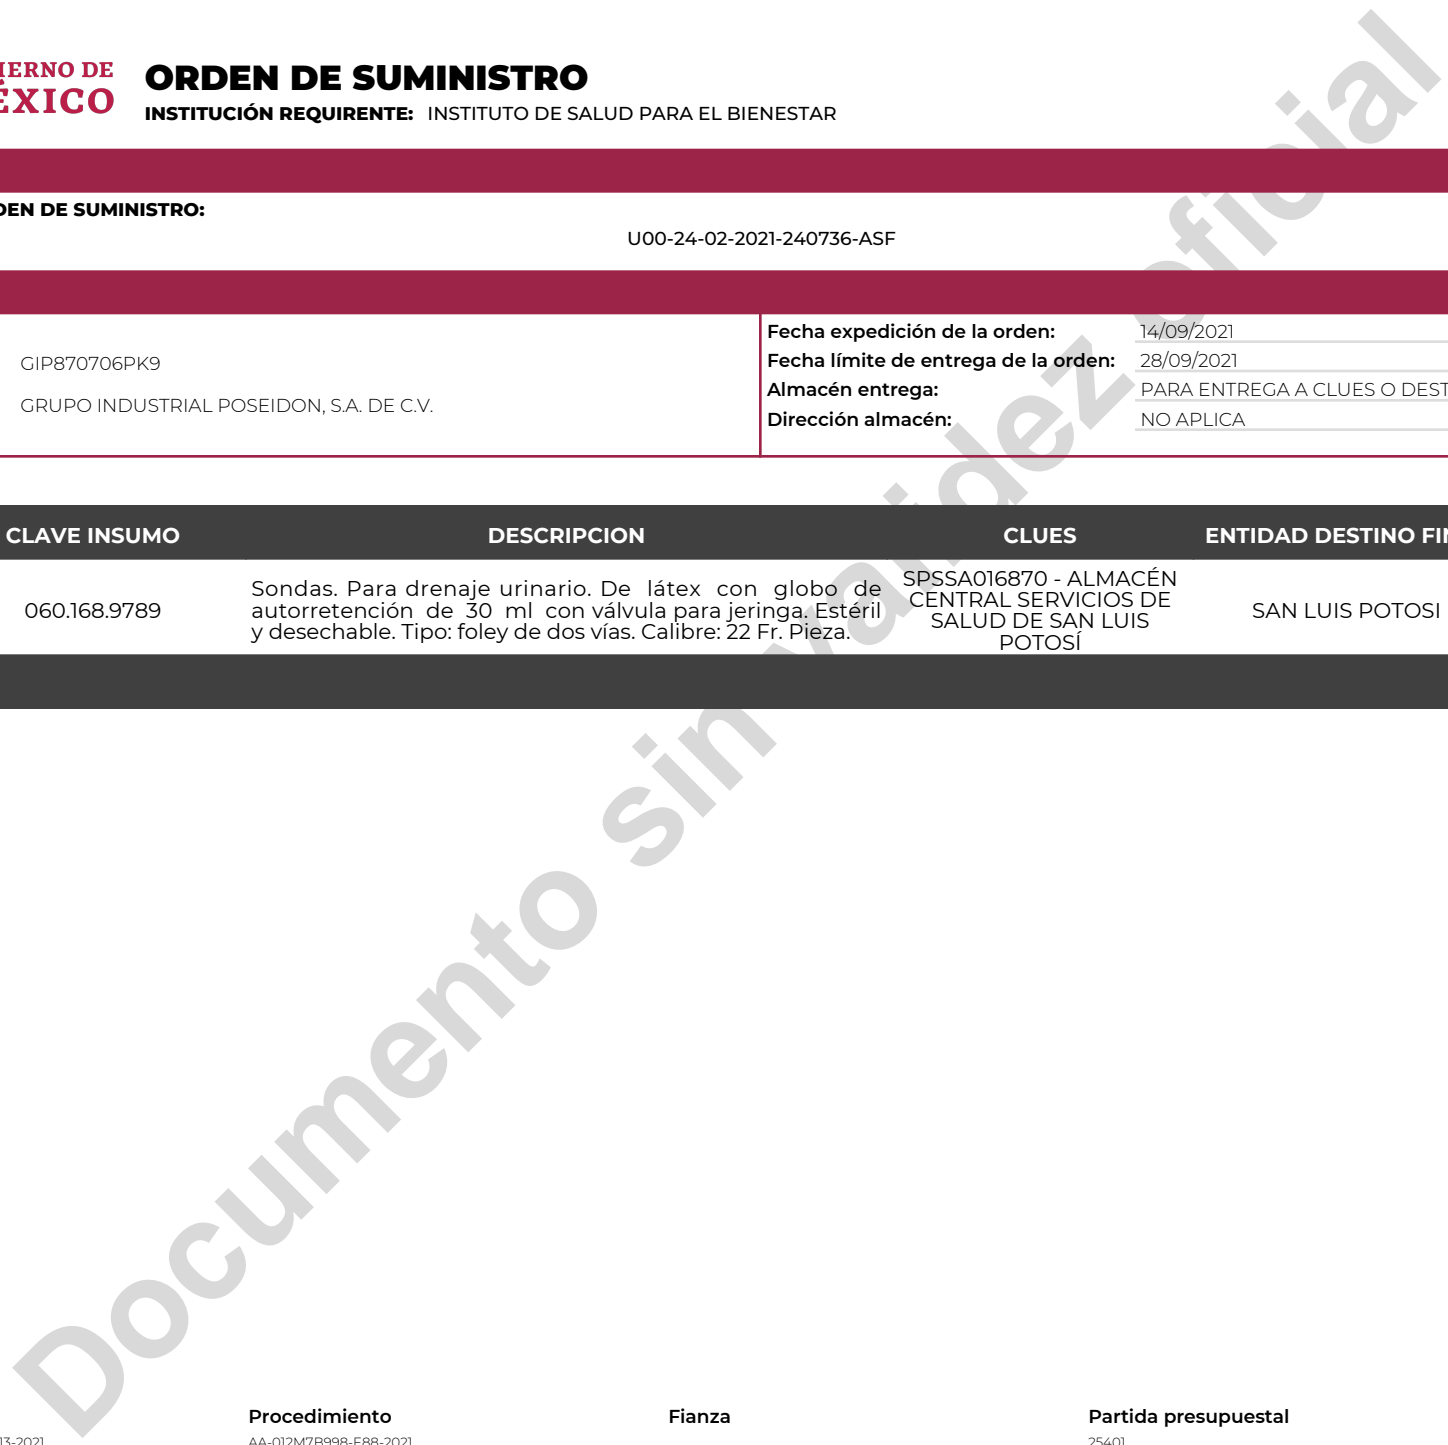 ORDEN DE SUMINISTRO
INSTITUCIÓN REQUIRENTE: INSTITUTO DE SALUD PARA EL BIENESTAR
DE
DE SUMINISTRO:
U00-24-02-2021-240736-ASF
GIP870706PK9
GRUPO INDUSTRIAL POSEIDON, S.A. DE C.V.
Fecha expedición de la orden: 14/09/2021
Fecha límite de entrega de la orden: 28/09/2021
Almacén entrega: PARA ENTREGA A CLUES O
Dirección almacén: NO APLICA
CLAVE INSUMO DESCRIPCION CLUES ENTIDAD DESTINO
060.168.9789
Sondas. Para drenaje urinario. De látex con globo de
autorretención de 30 ml con válvula para jeringa. Estéril
y desechable. Tipo: foley de dos vías. Calibre: 22 Fr. Pieza.
SPSSA016870 - ALMACÉN
CENTRAL SERVICIOS DE
SALUD DE SAN LUIS
POTOSÍ
SAN LUIS POTOSI
Documento sin validez oficial
Procedimiento Fianza Partida presupuestal
AA-012M7B998-E88-2021 25401